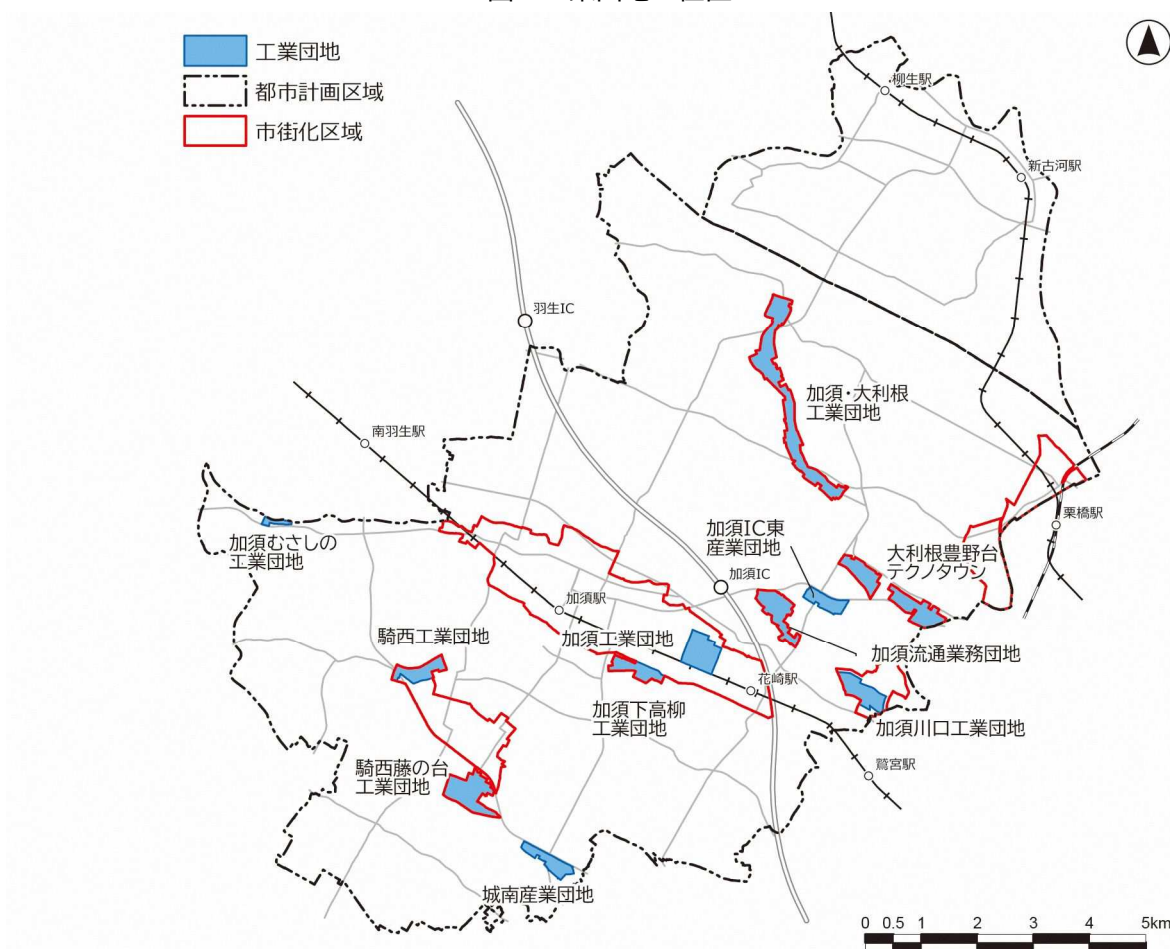 工業団地
都市計画区域
市街化区域
柳生駅
新古河駅
羽生IC
加須・大利根
工業団地
南羽生駅
栗橋駅
加須むさしの
工業団地
加須IC東
産業団地
大利根豊野台
テクノタウン
加須IC
加須駅
騎西工業団地
加須工業団地
加須流通業務団地
花崎駅
加須下高柳
工業団地
加須川口工業団地
騎西藤の台
工業団地
鷲宮駅
城南産業団地
0 0.5 1 2 3 4 5km